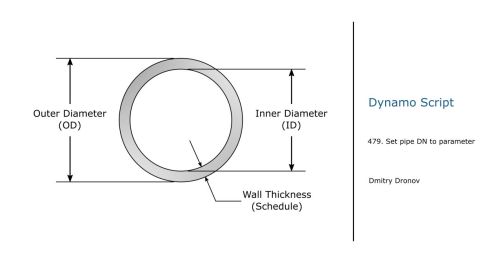 Outer Diameter
(OD)
Inner Diameter
(ID)
Wall Thickness
(Schedule)
Dynamo Script
479. Set pipe DN to parameter
Dmitry Dronov